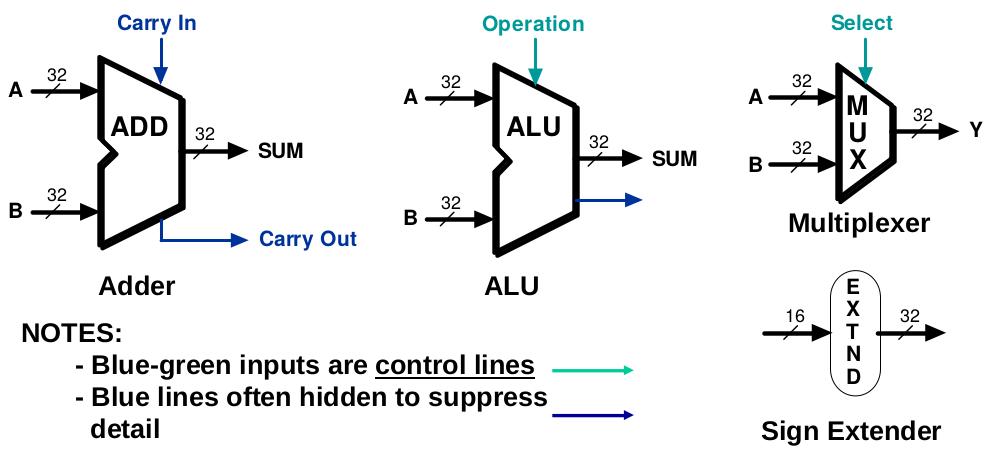 Carry In
A
32
ADD
32
SUM
B
32
Carry Out
Adder
Operation
A
32
ALU
32
SUM
B
32
ALU
Select
A
32
M
U
X
32
Y
B
32
Multiplexer
16
E
X
T
N
D
32
Sign Extender
NOTES:
- Blue-green inputs are control lines
- Blue lines often hidden to suppress
detail